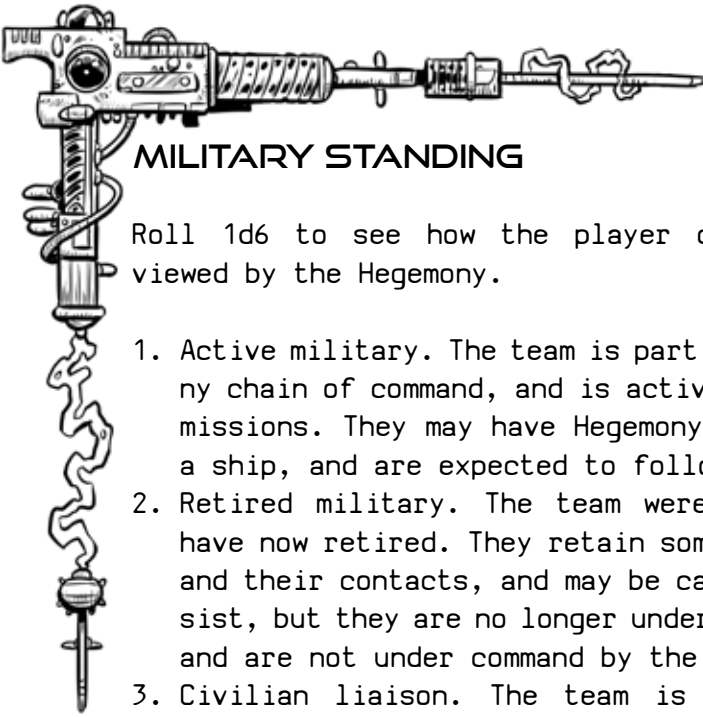 MILITARY STANDING
Roll 1d6 to see how the player
viewed by the Hegemony.
1. Active military. The team is part
ny chain of command, and is activ
missions. They may have Hegemony
a ship, and are expected to follo
2. Retired military. The team were
have now retired. They retain som
and their contacts, and may be ca
sist, but they are no longer under
and are not under command by the
3. Civilian liaison. The team is